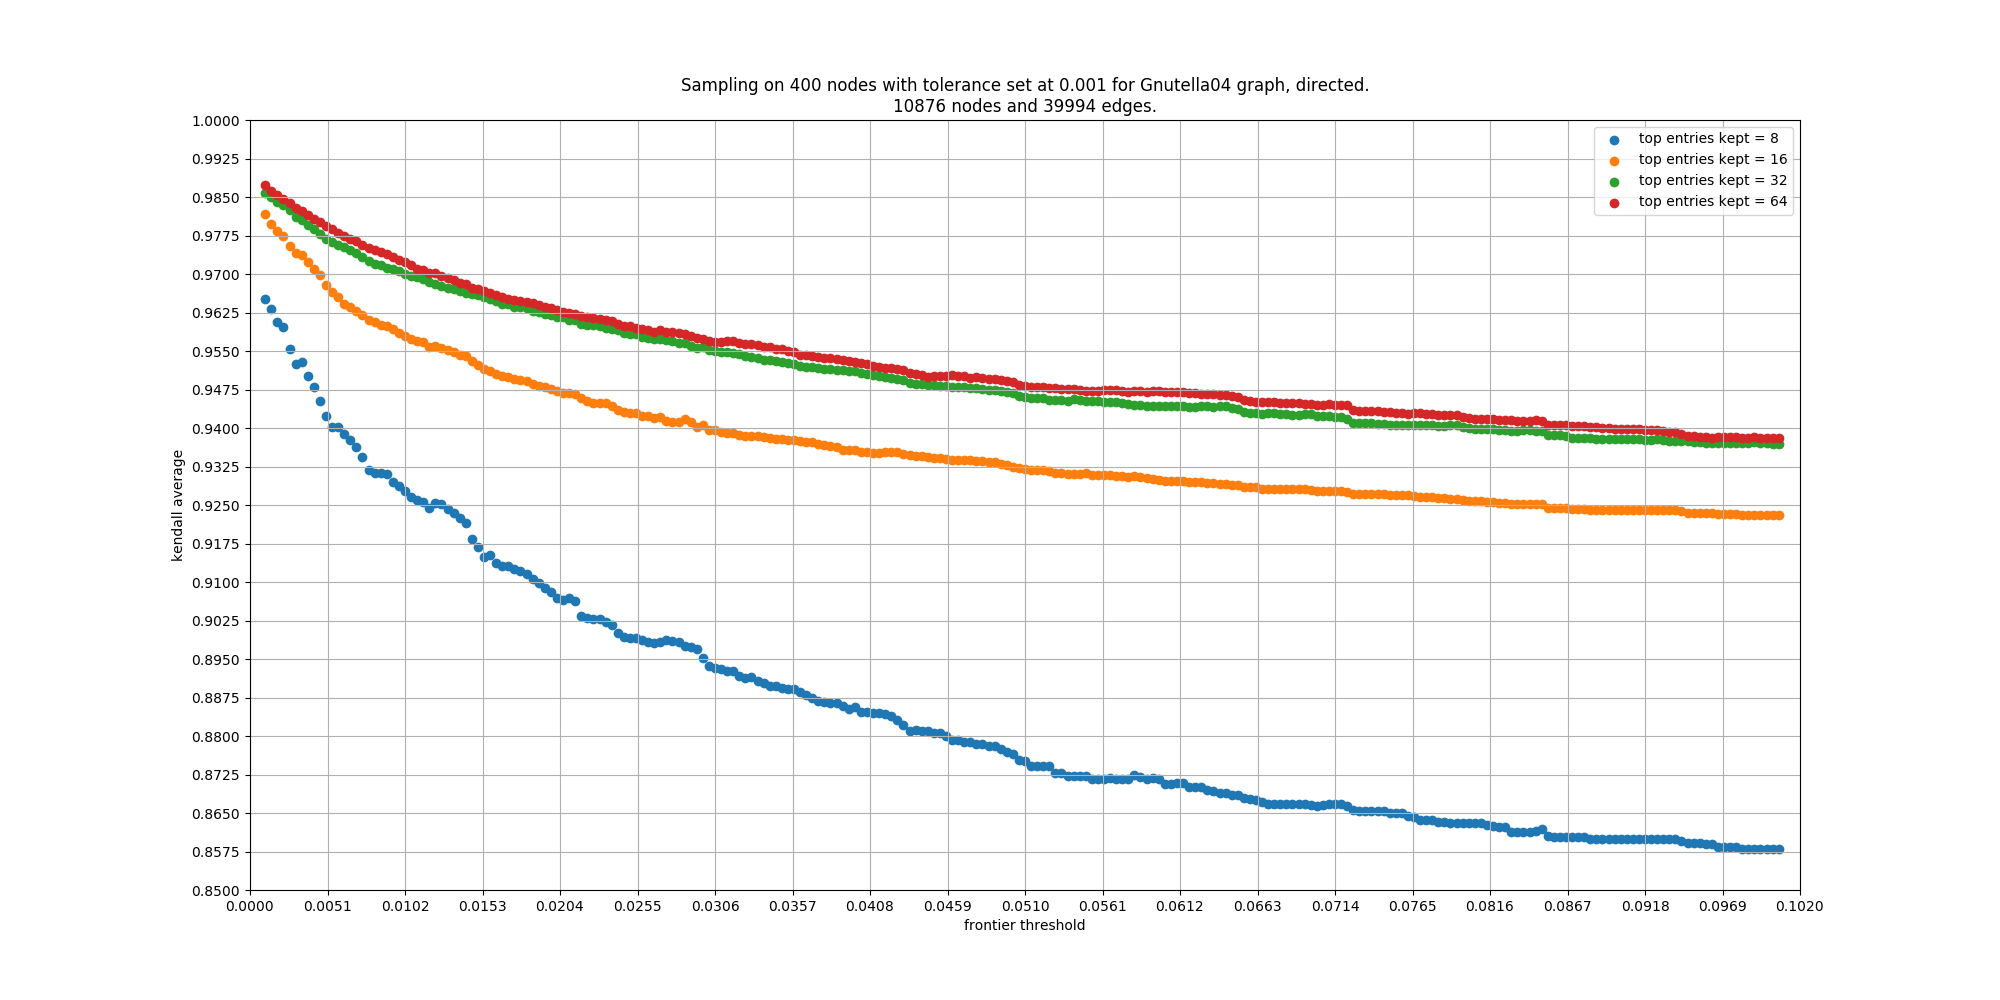 Sampling on 400 nodes with tolerance set at 0.001 for Gnutella04 graph, directed.
10876 nodes and 39994 edges.
1.0000
0.9925
0.9850
0.9775
0.9700
0.9625
0.9550
0.9475
0.9400
0.9325
0.9250
0.9175
0.9100
0.9025
0.8950
0.8875
0.8800
0.8725
0.8650
0.8575
0.8500
kendall average
top entries kept = 8
top entries kept = 16
top entries kept = 32
top entries kept = 64
0.0000 0.0051 0.0102 0.0153 0.0204 0.0255 0.0306 0.0357 0.0408 0.0459 0.0510 0.0561 0.0612 0.0663 0.0714 0.0765 0.0816 0.0867 0.0918 0.0969 0.1020
frontier threshold